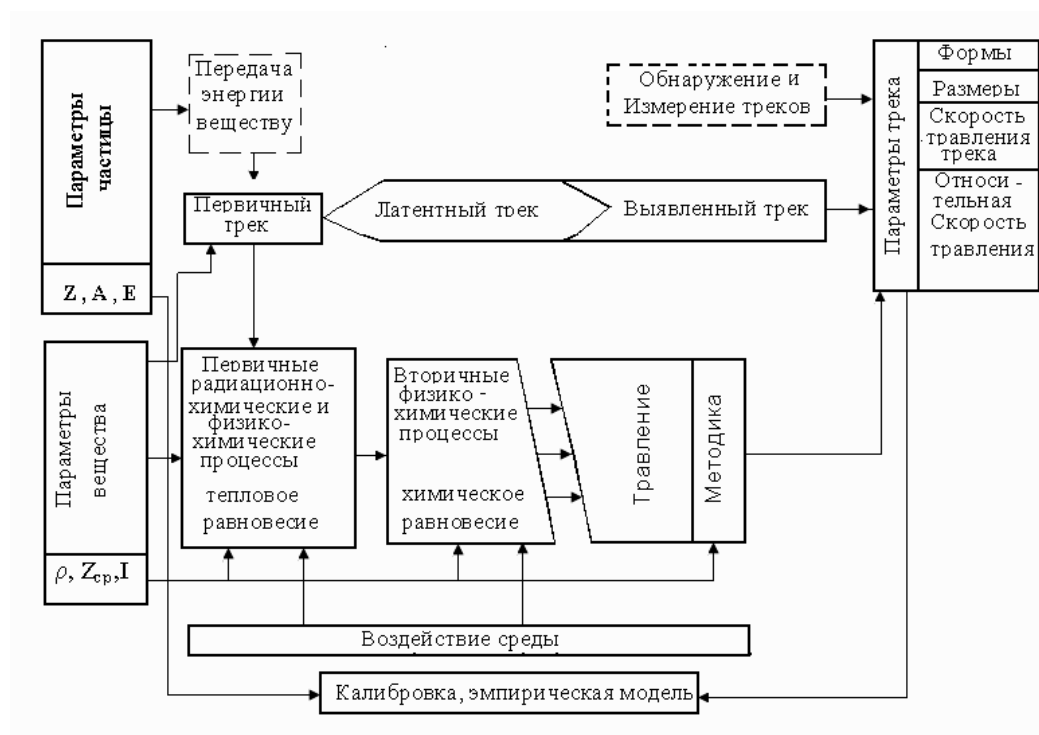 Параметры
частицы
Z, A, E
Передача
энергии
веществу
Первичный
трек
Латентный трек
Выявленный трек
Обнаружение и
Измерение треков
Параметры трека
Формы
Размеры
Скорость
травления
трека
Относи -
тельная
Скорость
травления
Параметры
вещества
ρ, Zср,I
Первичные
радиационно-
химические и
физико-
химические
процессы
тепловое
равновесие
Вторичные
физико -
химические
процессы
химическое
равновесие
Травление
Методика
Воздействие среды
Калибровка, эмпирическая модель